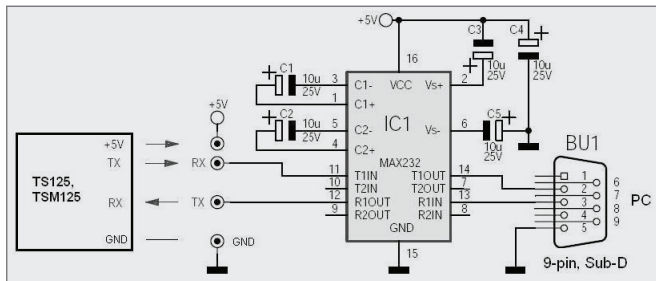 +5V
C3
C4
10u
25V
10u
25V
16
C1
10u
25V
3
1
C1-
C1+
VCC
Vs+
2
IC1
C2
10u
25V
5
4
C2-
C2+
Vs-
6
C5
10u
25V
MAX232
+5V
TS125,
TSM125
+5V
TX
RX
GND
RX
TX
GND
11
10
12
9
T1IN
T2IN
R1OUT
R2OUT
T1OUT
T2OUT
R1IN
R2IN
14
7
13
8
GND
15
BU1
1
2
3
4
5
6
7
8
9
PC
9-pin, Sub-D